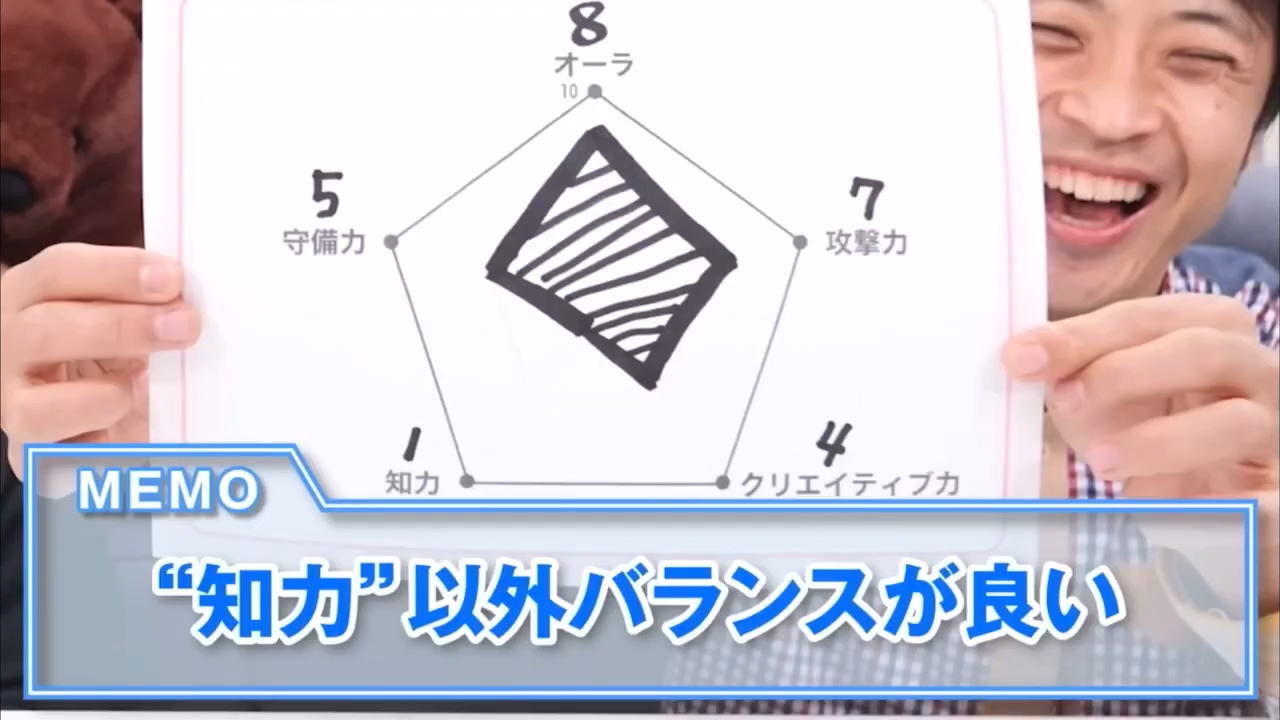 8
オーラ
10
5
守備力
7
攻撃力
1
知力
4
クリエイティブ力
MEMO
“知力”以外バランスが良い